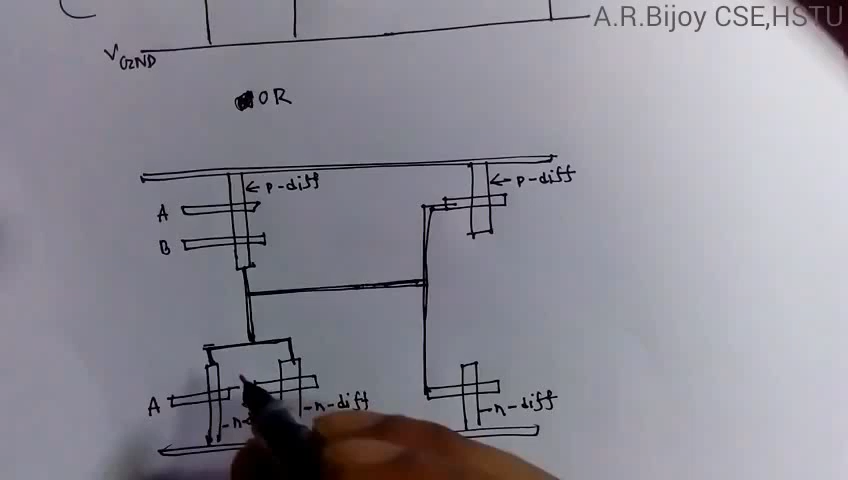 A.R.Bijoy CSE,HSTU
VGND
OR
p-diff
p-diff
A
B
A
n-diff
n-diff